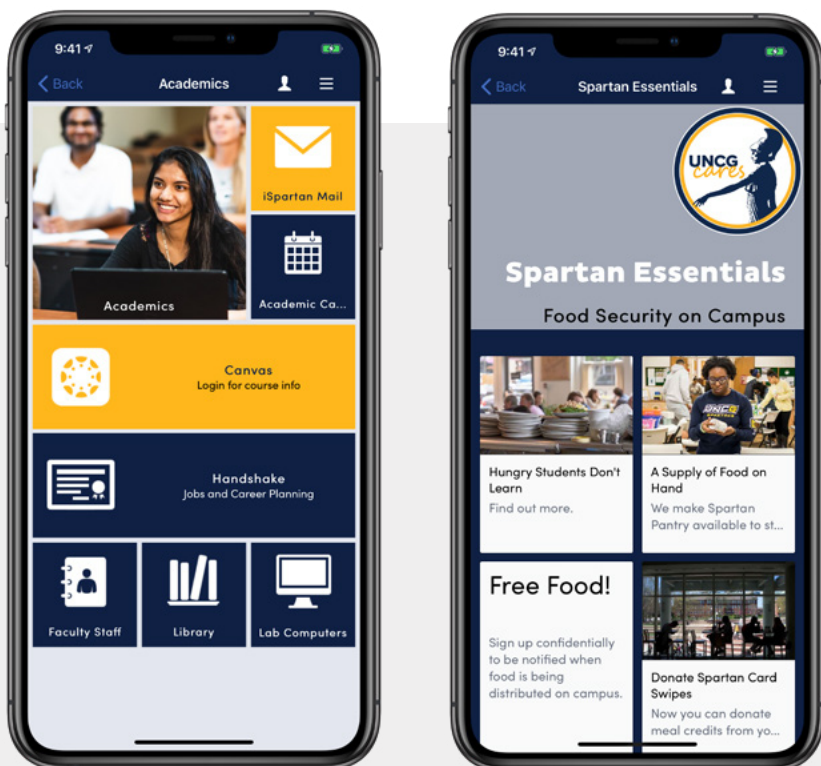 9:41
Back
Academics
iSpartan Mail
Academics
Academic Ca...
Canvas
Login for course info
Handshake
Jobs and Career Planning
Faculty Staff
Library
Lab Computers
9:41
Back
Spartan Essentials
UNCG
cares
Spartan Essentials
Food Security on Campus
Hungry Students Don't
Learn
Find out more.
UNCG
A Supply of Food on
Hand
We make Spartan
Pantry available to st...
Free Food!
Sign up confidentially
to be notified when
food is being
distributed on campus.
Donate Spartan Card
Swipes
Now you can donate
meal credits from yo...